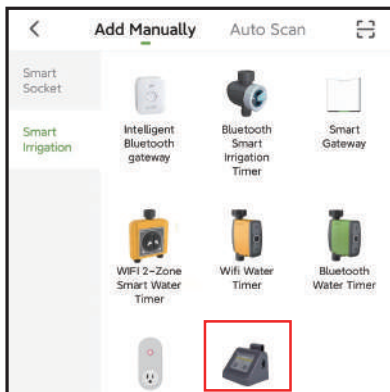 Add Manually
Auto Scan
Smart
Socket
Smart
Irrigation
Intelligent
Bluetooth
gateway
Bluetooth
Smart
Irrigation
Timer
Smart
Gateway
WIFI 2-Zone
Smart Water
Timer
Wifi Water
Timer
Bluetooth
Water Timer